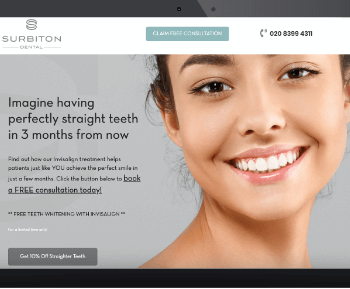 SURBITON
DENTAL
CLAIM FREE CONSULTATION
020 8399 4311
Imagine having
perfectly straight teeth
in 3 months from now
Find out how our Invisalign treatment helps
patients just like YOU achieve the perfect smile in
just a few months. Click the button below to book
a FREE consultation today!
** FREE TEETH WHITENING WITH INVISALIGN **
Get 10% Off Straighter Teeth